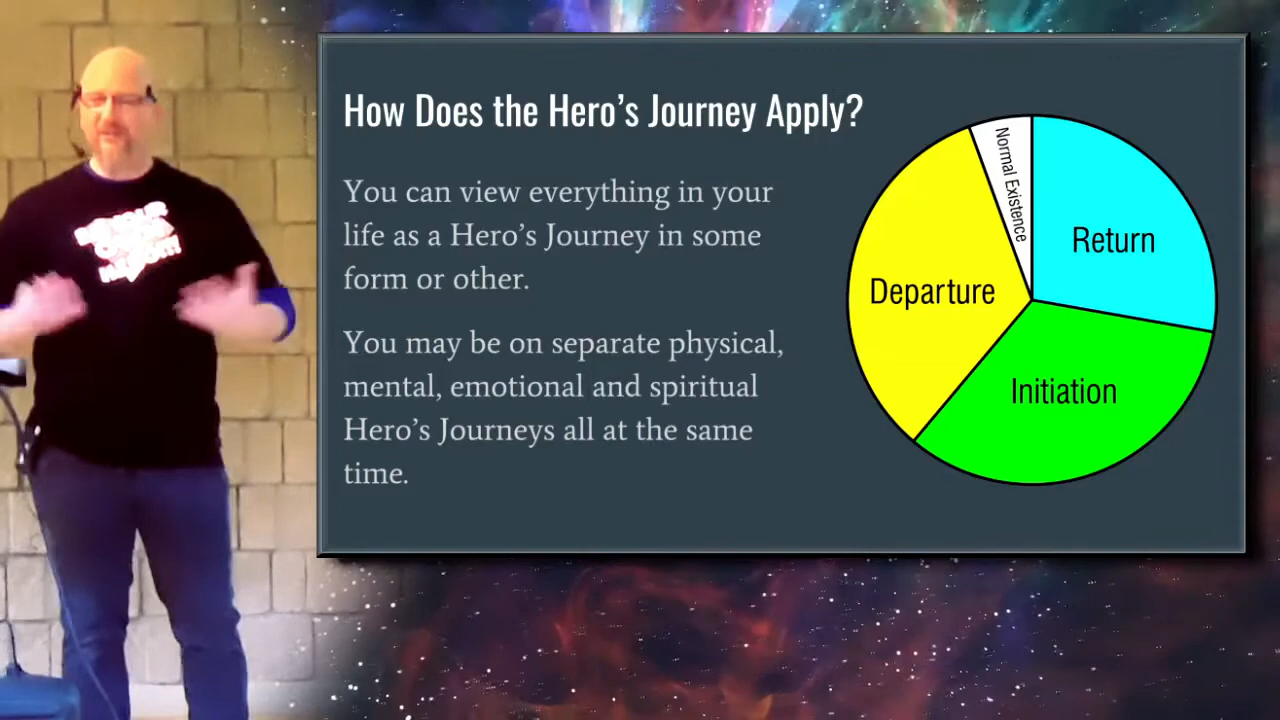 How Does the Hero's Journey Apply?
You can view everything in your
life as a Hero's Journey in some
form or other.
You may be on separate physical,
mental, emotional and spiritual
Hero's Journeys all at the same
time.
Normal Existence
Return
Departure
Initiation